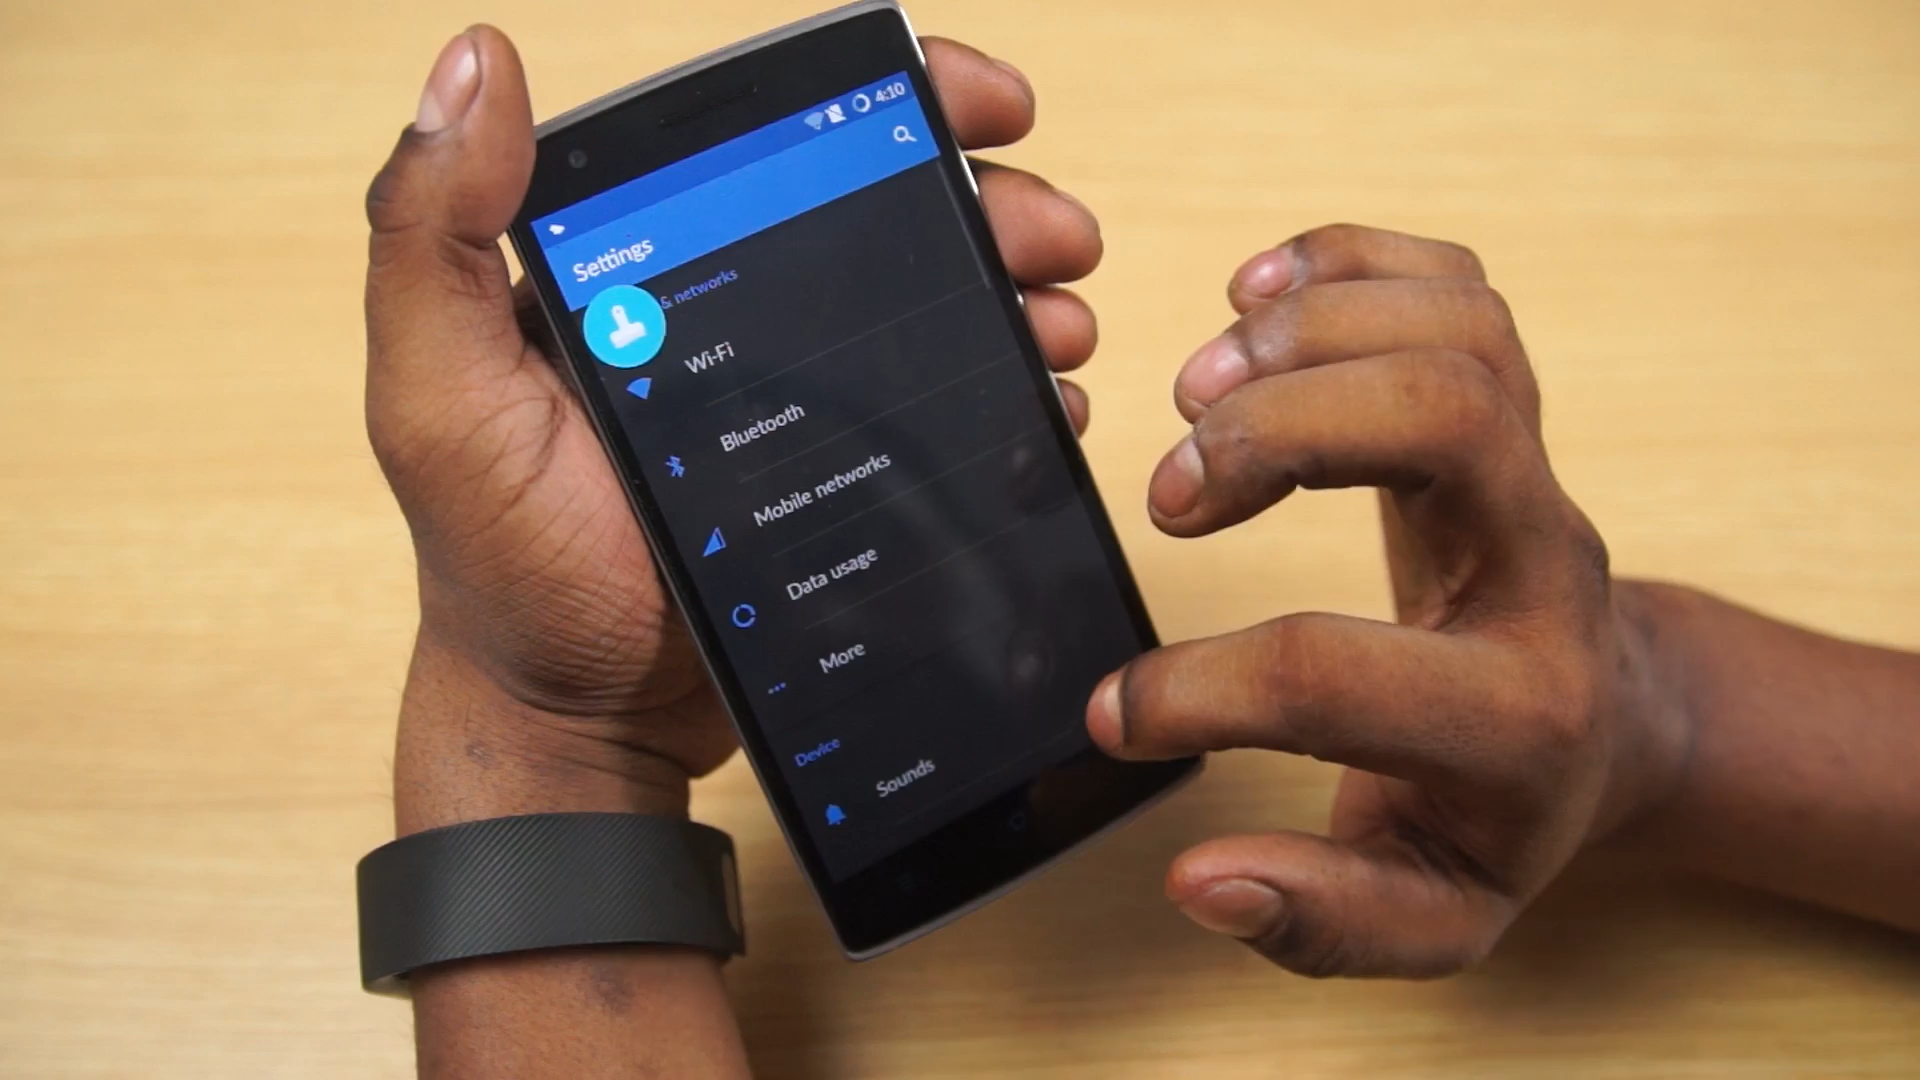 4:10
Settings
& networks
Wi-Fi
Bluetooth
Mobile networks
Data usage
More
Device
Sounds